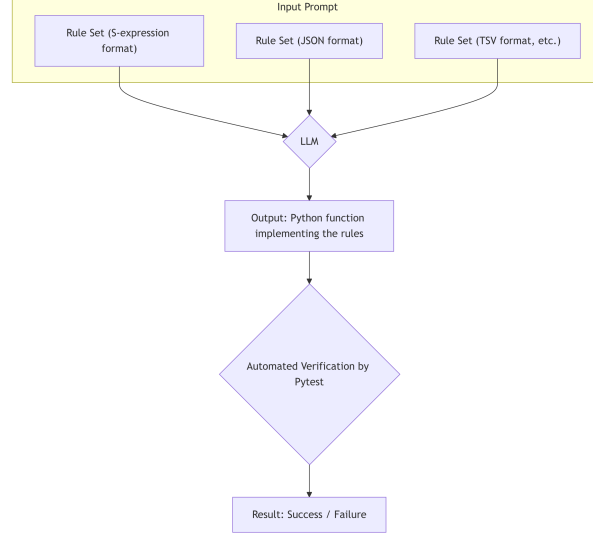 Input Prompt
Rule Set (S-expression
format)
Rule Set (JSON format)
Rule Set (TSV format, etc.)
LLM
Output: Python function
implementing the rules
Automated Verification by
Pytest
Result: Success / Failure